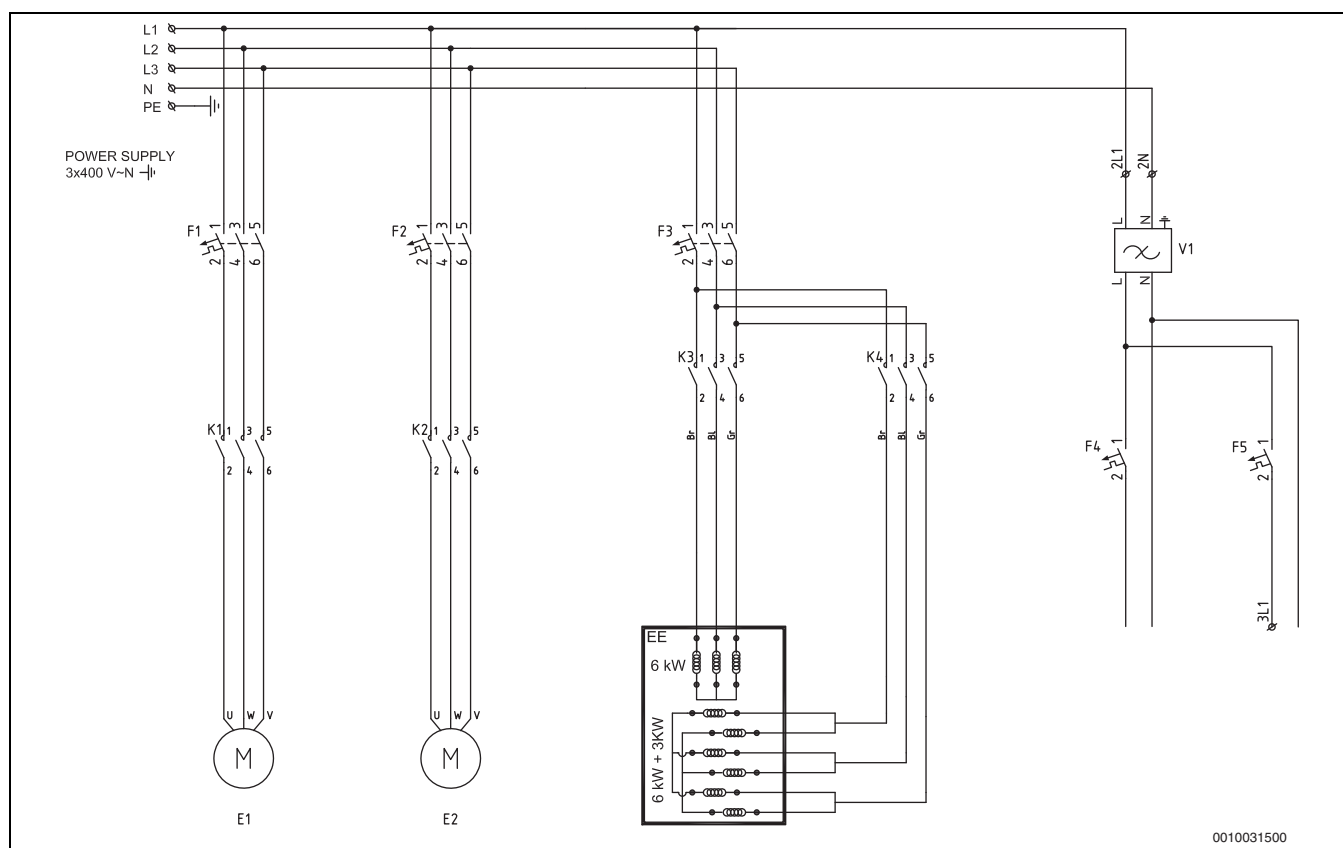 L1
L2
L3
N
PE
POWER SUPPLY
3x400 V~N
2L1
2N
F1 1 3 5
2 4 6
F2 1 3 5
2 4 6
F3 1 3 5
2 4 6
L N
V1
L N
K3 1 3 5
2 4 6
K4 1 3 5
2 4 6
Br Bl Gr
Br Bl Gr
K1 1 3 5
2 4 6
K2 1 3 5
2 4 6
F4 1
2
F5 1
2
3L1
EE
6 kW
6 kW + 3KW
U W V
M
E1
U W V
M
E2
0010031500